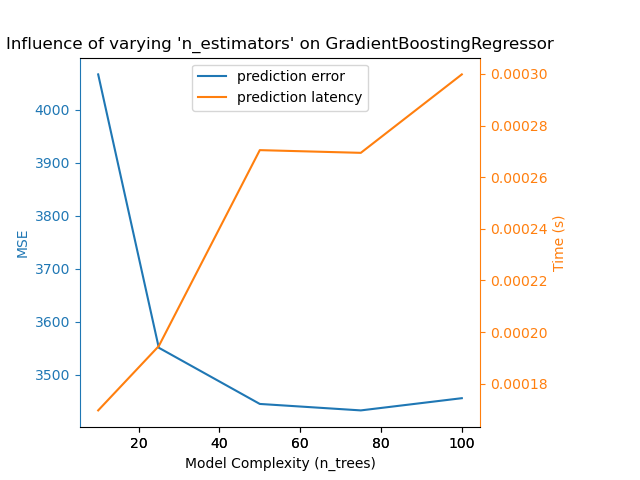 Influence of varying 'n_estimators' on GradientBoostingRegressor
prediction error
prediction latency
MSE
4000
3900
3800
3700
3600
3500
0.00030
0.00028
0.00026
0.00024
0.00022
0.00020
0.00018
Time (s)
20 40 60 80 100
Model Complexity (n_trees)